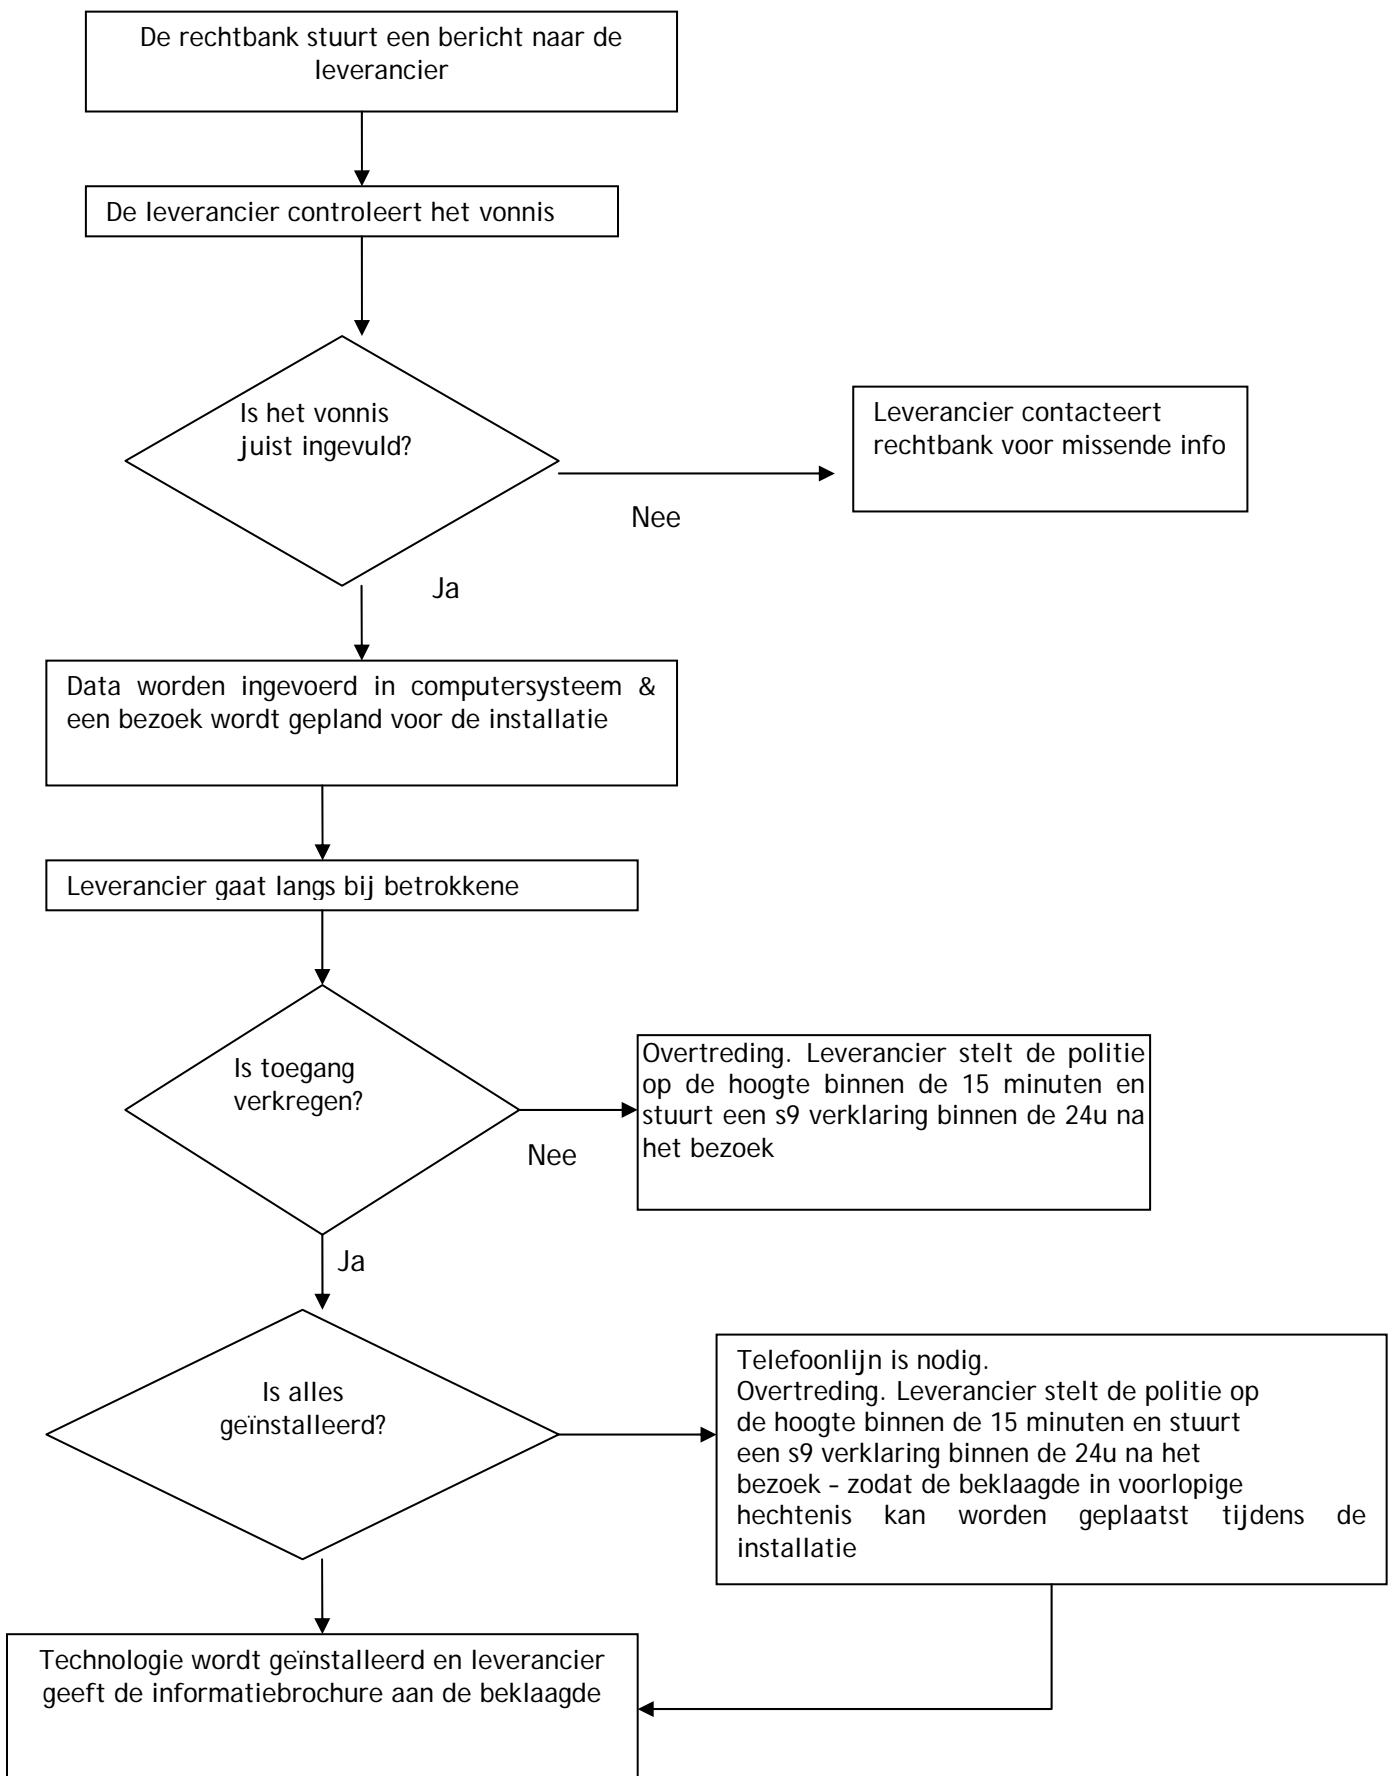 De rechtbank stuurt een bericht naar de
leverancier
De leverancier controleert het vonnis
Is het vonnis
juist ingevuld?
Leverancier contacteert
rechtbank voor missende info
Nee
Ja
Data worden ingevoerd in computersysteem &
een bezoek wordt gepland voor de installatie
Leverancier gaat langs bij betrokkene
Is toegang
verkregen?
Overtreding. Leverancier stelt de politie
op de hoogte binnen de 15 minuten en
stuurt een s9 verklaring binnen de 24u na
het bezoek
Nee
Ja
Is alles
geïnstalleerd?
Telefoonlijn is nodig.
Overtreding. Leverancier stelt de politie op
de hoogte binnen de 15 minuten en stuurt
een s9 verklaring binnen de 24u na het
bezoek – zodat de beklaagde in voorlopige
hechtenis kan worden geplaatst tijdens de
installatie
Technologie wordt geïnstalleerd en leverancier
geeft de informatiebrochure aan de beklaagde